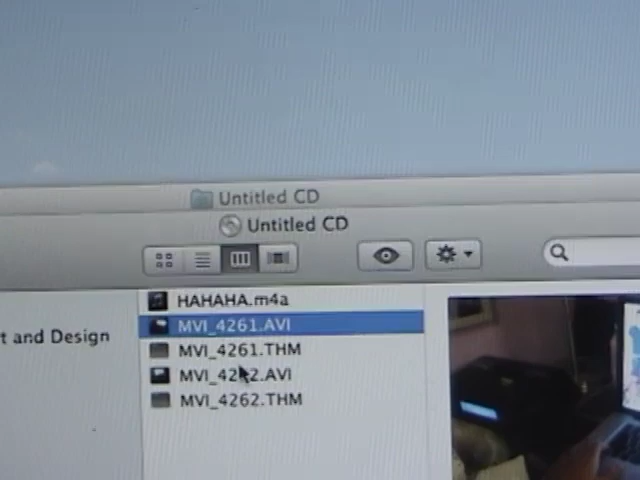 Untitled CD
Untitled CD
HAHAHA.m4a
t and Design
MVI_4261.AVI
MVI_4261.THM
MVI_4262.AVI
MVI_4262.THM